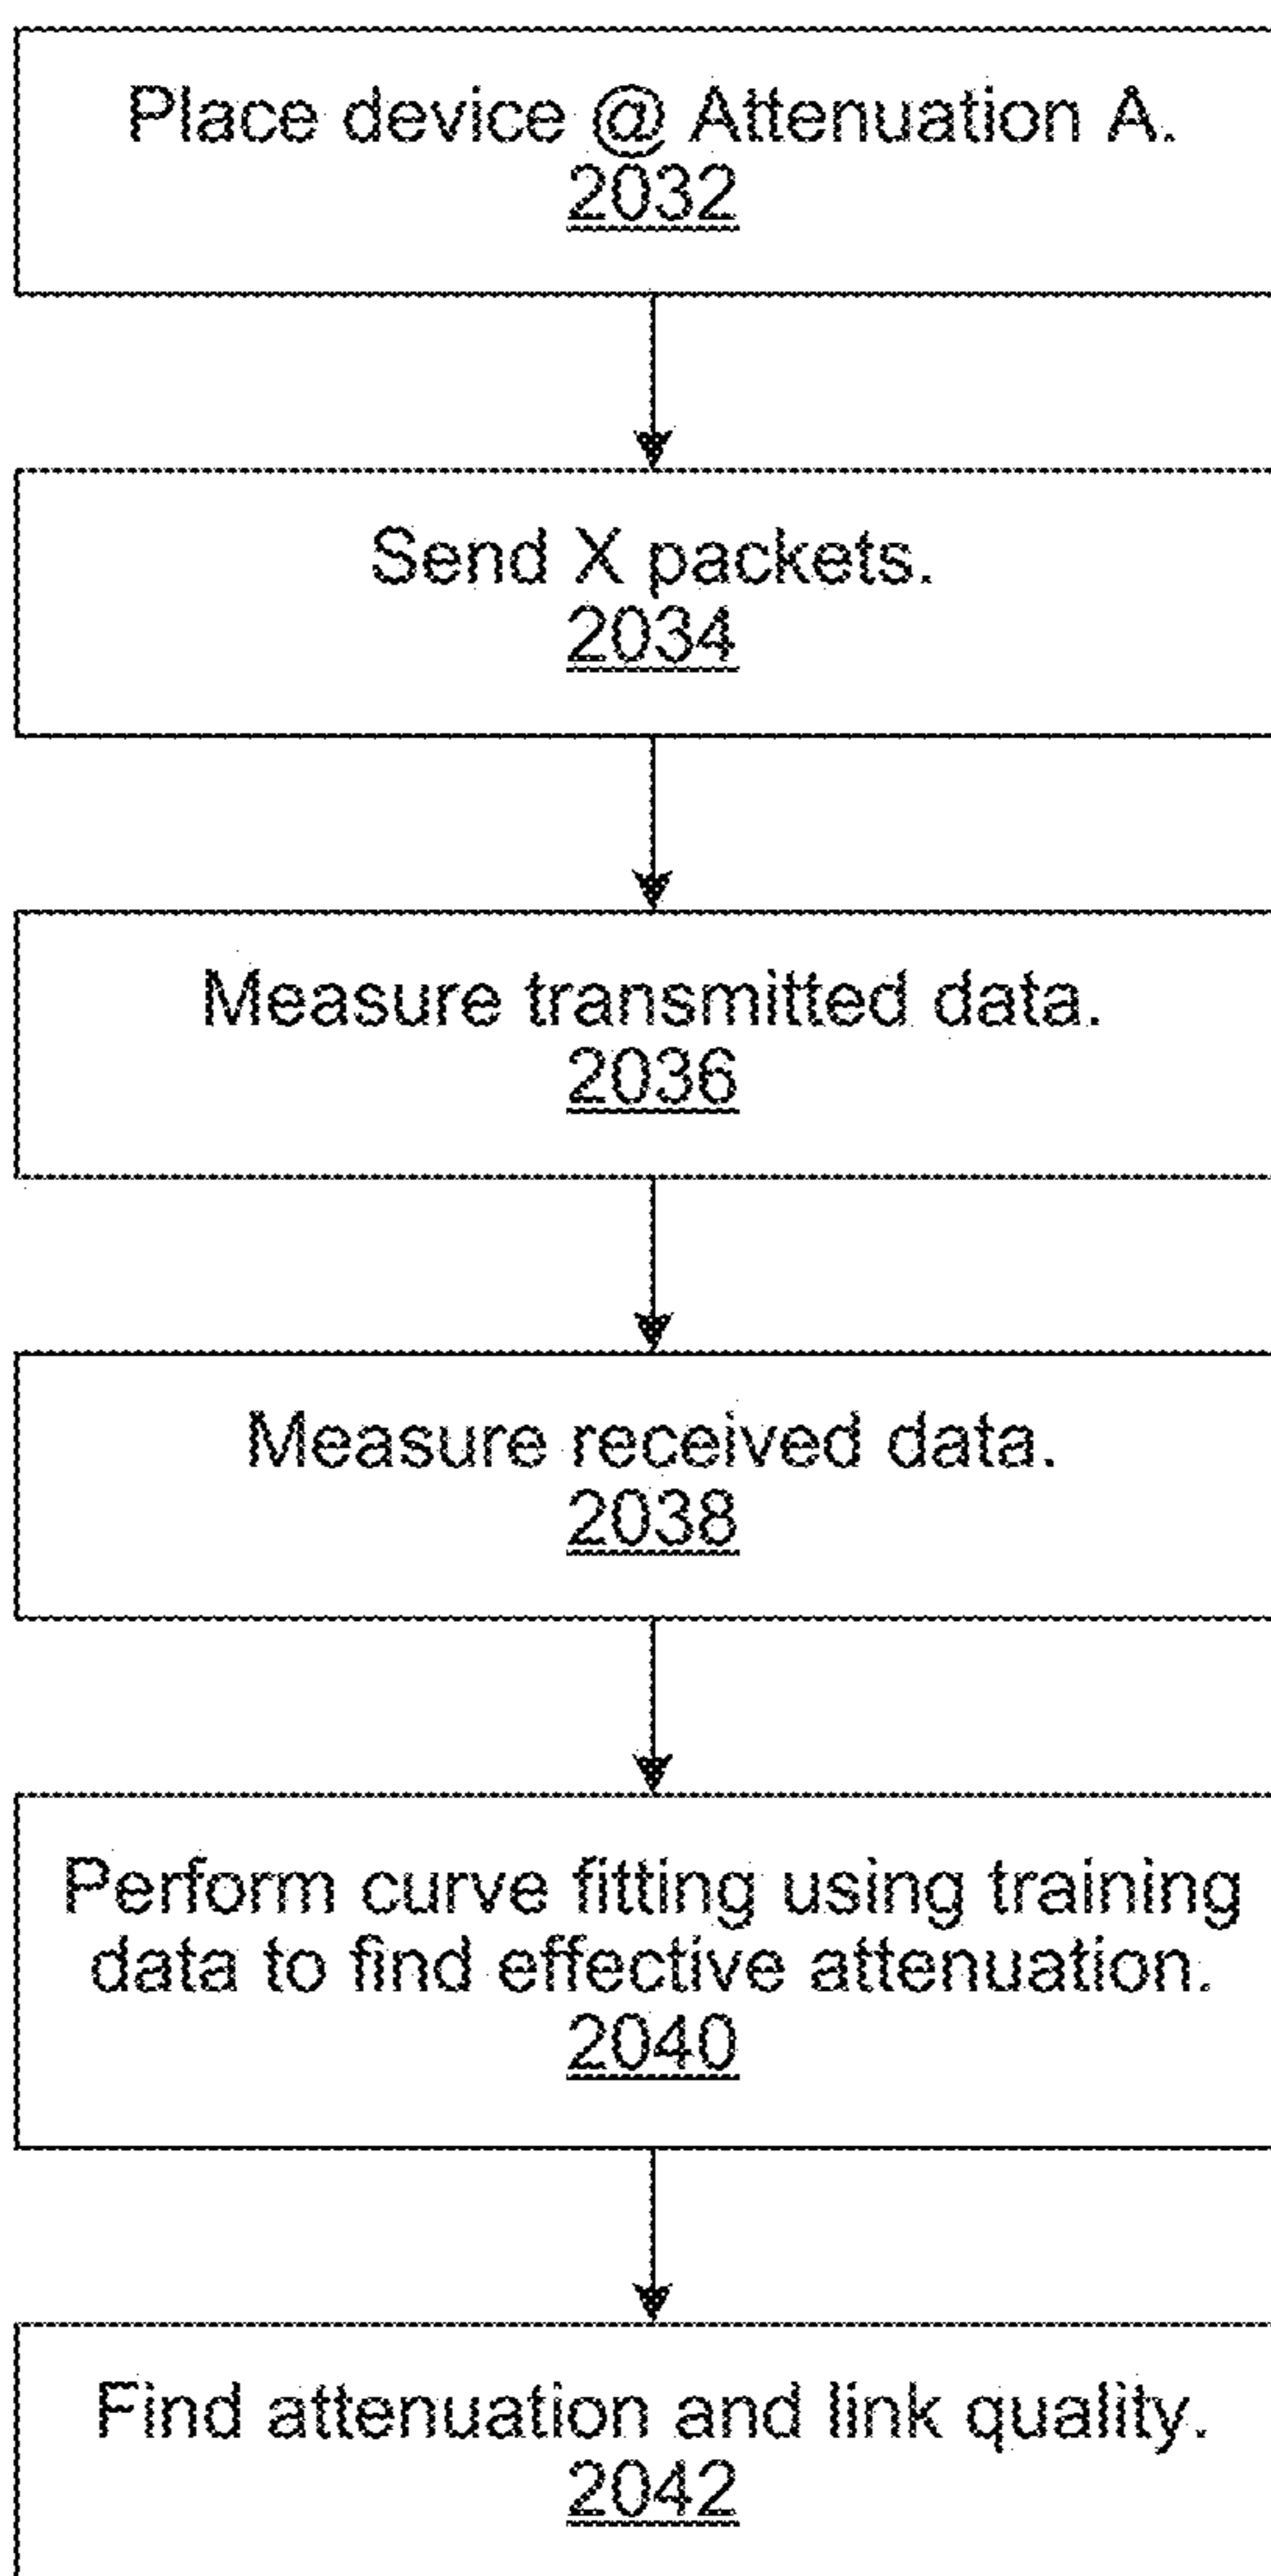 Place device @ Attenuation A.
2032
Send X packets.
2034
Measure transmitted data.
2036
Measure received data.
2038
Perform curve fitting using training
data to find effective attenuation.
2040
Find attenuation and link quality.
2042